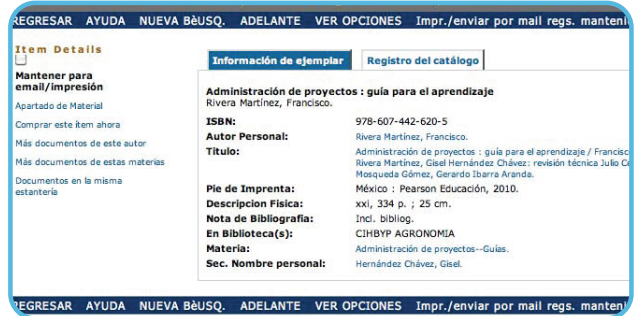 REGRESAR AYUDA NUEVA BèUSQ. ADELANTE VER OPCIONES Impr./enviar por mail regs.
Item Details
Mantener para
email/impresión
Apartado de Material
Comprar este ítem ahora
Más documentos de este autor
Más documentos de estas materias
Documentos en la misma
estantería
Información de ejemplar Registro del catálogo
Administración de proyectos : guía para el aprendizaje
Rivera Martínez, Francisco.
ISBN: 978-607-442-620-5
Autor Personal: Rivera Martínez, Francisco.
Título: Administración de proyectos : guía para el aprendizaje /
Rivera Martínez, Gisel Hernández Chávez: revisión técnica Julio
Mosqueda Gómez, Gerardo Ibarra Aranda.
Pie de Imprenta: México : Pearson Educación, 2010.
Descripcion Fisica: xxi, 334 p. ; 25 cm.
Nota de Bibliografia: Incl. bibliog.
En Biblioteca(s): CIHBYP AGRONOMIA
Materia: Administración de proyectos--Guías.
Sec. Nombre personal: Hernández Chávez, Gisel.
REGRESAR AYUDA NUEVA BèUSQ. ADELANTE VER OPCIONES Impr./enviar por mail regs.